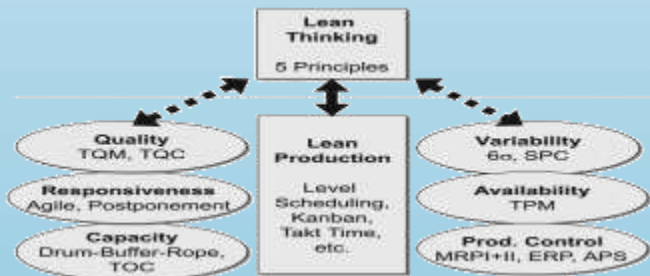 Lean
Thinking
5 Principles
Quality
TQM, TQC
Responsiveness
Agile, Postponement
Capacity
Drum-Buffer-Rope,
TOC
Lean
Production
Level
Scheduling,
Kanban,
Takt Time,
etc.
Variability
6σ, SPC
Availability
TPM
Prod. Control
MRPI+II, ERP, APS